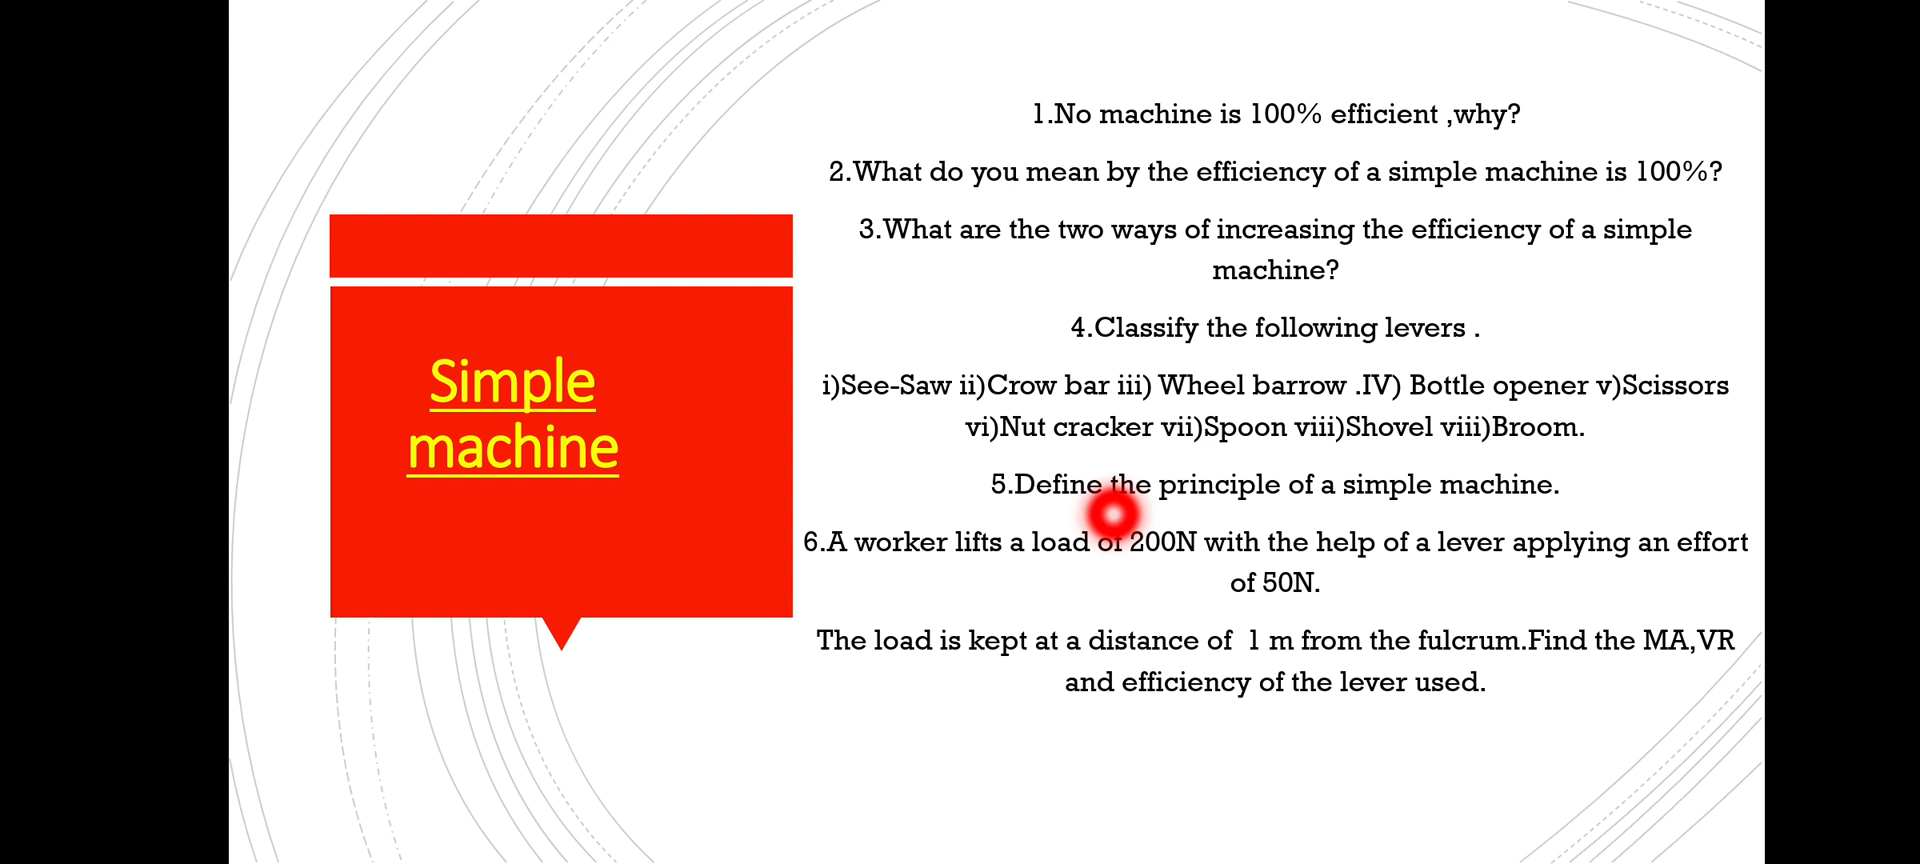 Simple
machine
1.No machine is 100% efficient ,why?
2.What do you mean by the efficiency of a simple machine is 100%?
3.What are the two ways of increasing the efficiency of a simple
machine?
4.Classify the following levers .
i)See-Saw ii)Crow bar iii) Wheel barrow .IV) Bottle opener v)Scissors
vi)Nut cracker vii)Spoon viii)Shovel viii)Broom.
5.Define the principle of a simple machine.
6.A worker lifts a load of 200N with the help of a lever applying an effort
of 50N.
The load is kept at a distance of  1 m from the fulcrum.Find the MA,VR
and efficiency of the lever used.